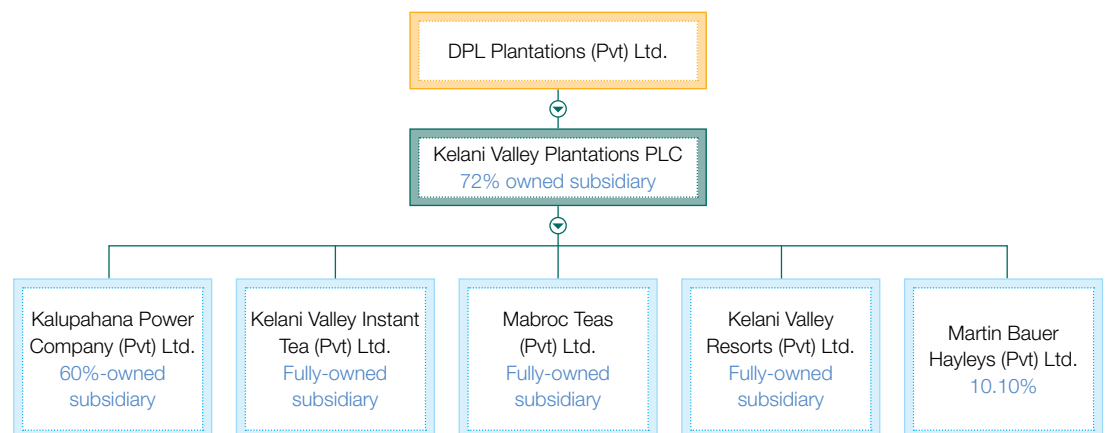 DPL Plantations (Pvt) Ltd.
Kelani Valley Plantations PLC
72% owned subsidiary
Kalupahana Power
Company (Pvt) Ltd.
60%-owned
subsidiary
Kelani Valley Instant
Tea (Pvt) Ltd.
Fully-owned
subsidiary
Mabroc Teas
(Pvt) Ltd.
Fully-owned
subsidiary
Kelani Valley
Resorts (Pvt) Ltd.
Fully-owned
subsidiary
Martin Bauer
Hayleys (Pvt) Ltd.
10.10%